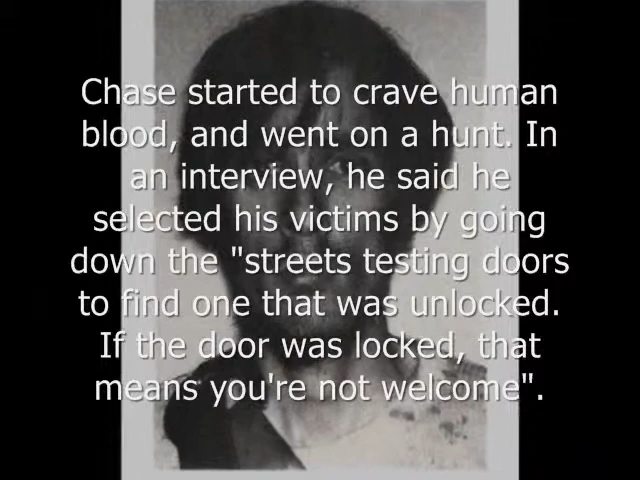 Chase started to crave human
blood, and went on a hunt. In
an interview, he said he
selected his victims by going
down the "streets testing doors
to find one that was unlocked.
If the door was locked, that
means you're not welcome".